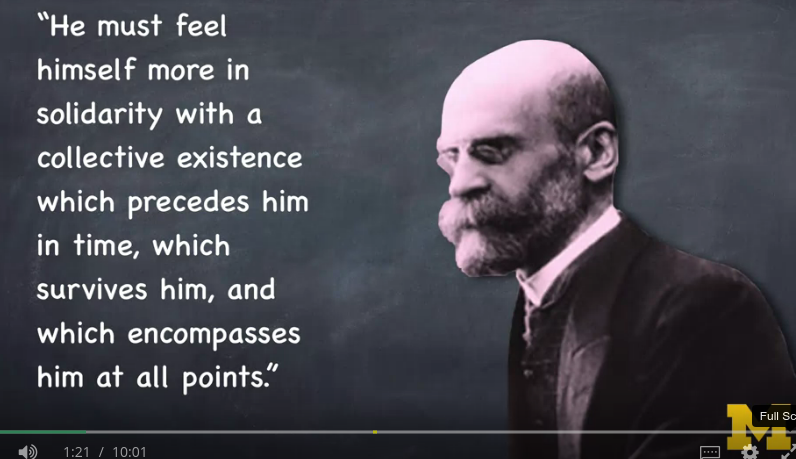 “He must feel
himself more in
solidarity with a
collective existence
which precedes him
in time, which
survives him, and
which encompasses
him at all points.”
M
Full Sc
1:21 / 10:01